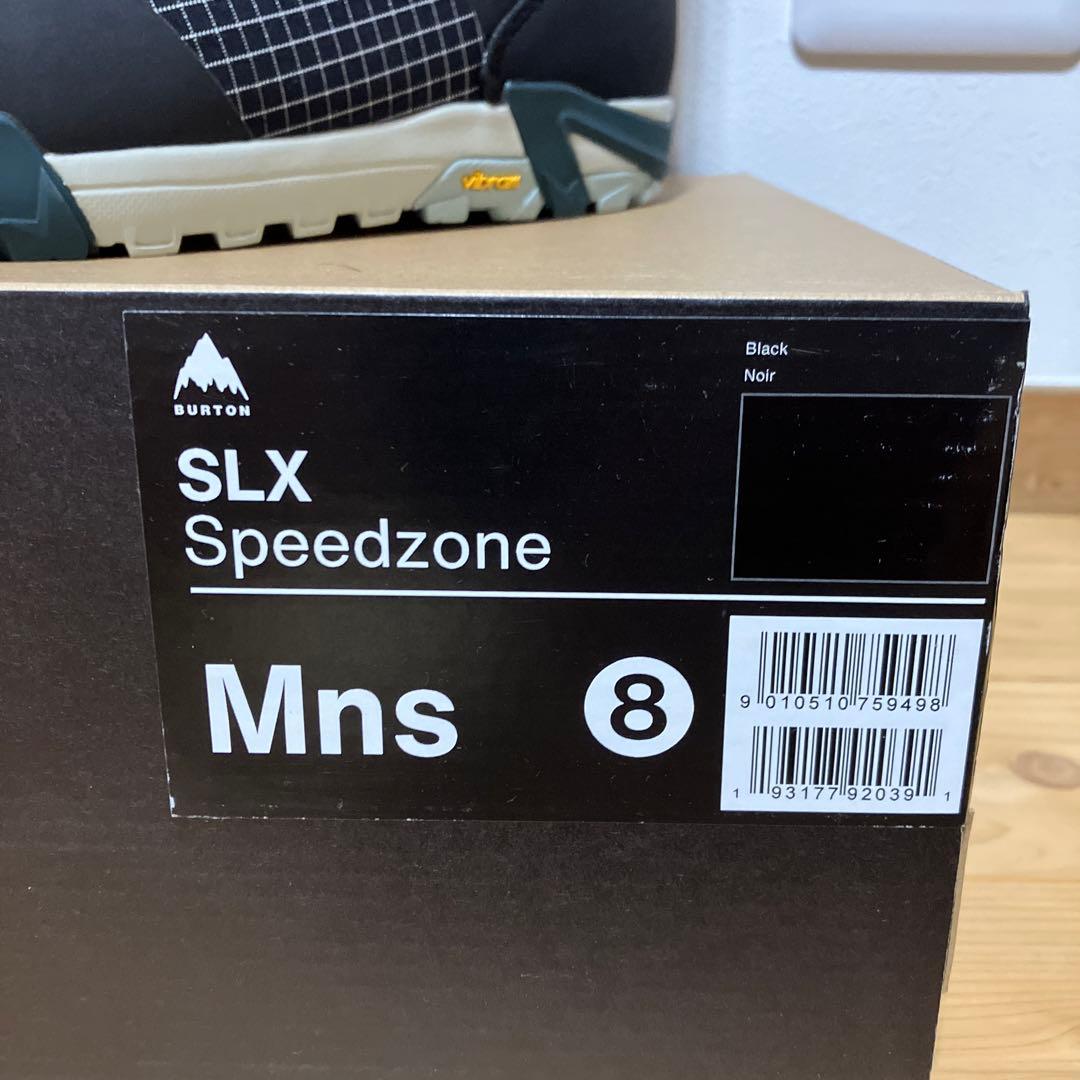 vibram
BURTON
SLX
Speedzone
Black
Noir
Mns
8
9 010510 759498
1 93177 92039 1